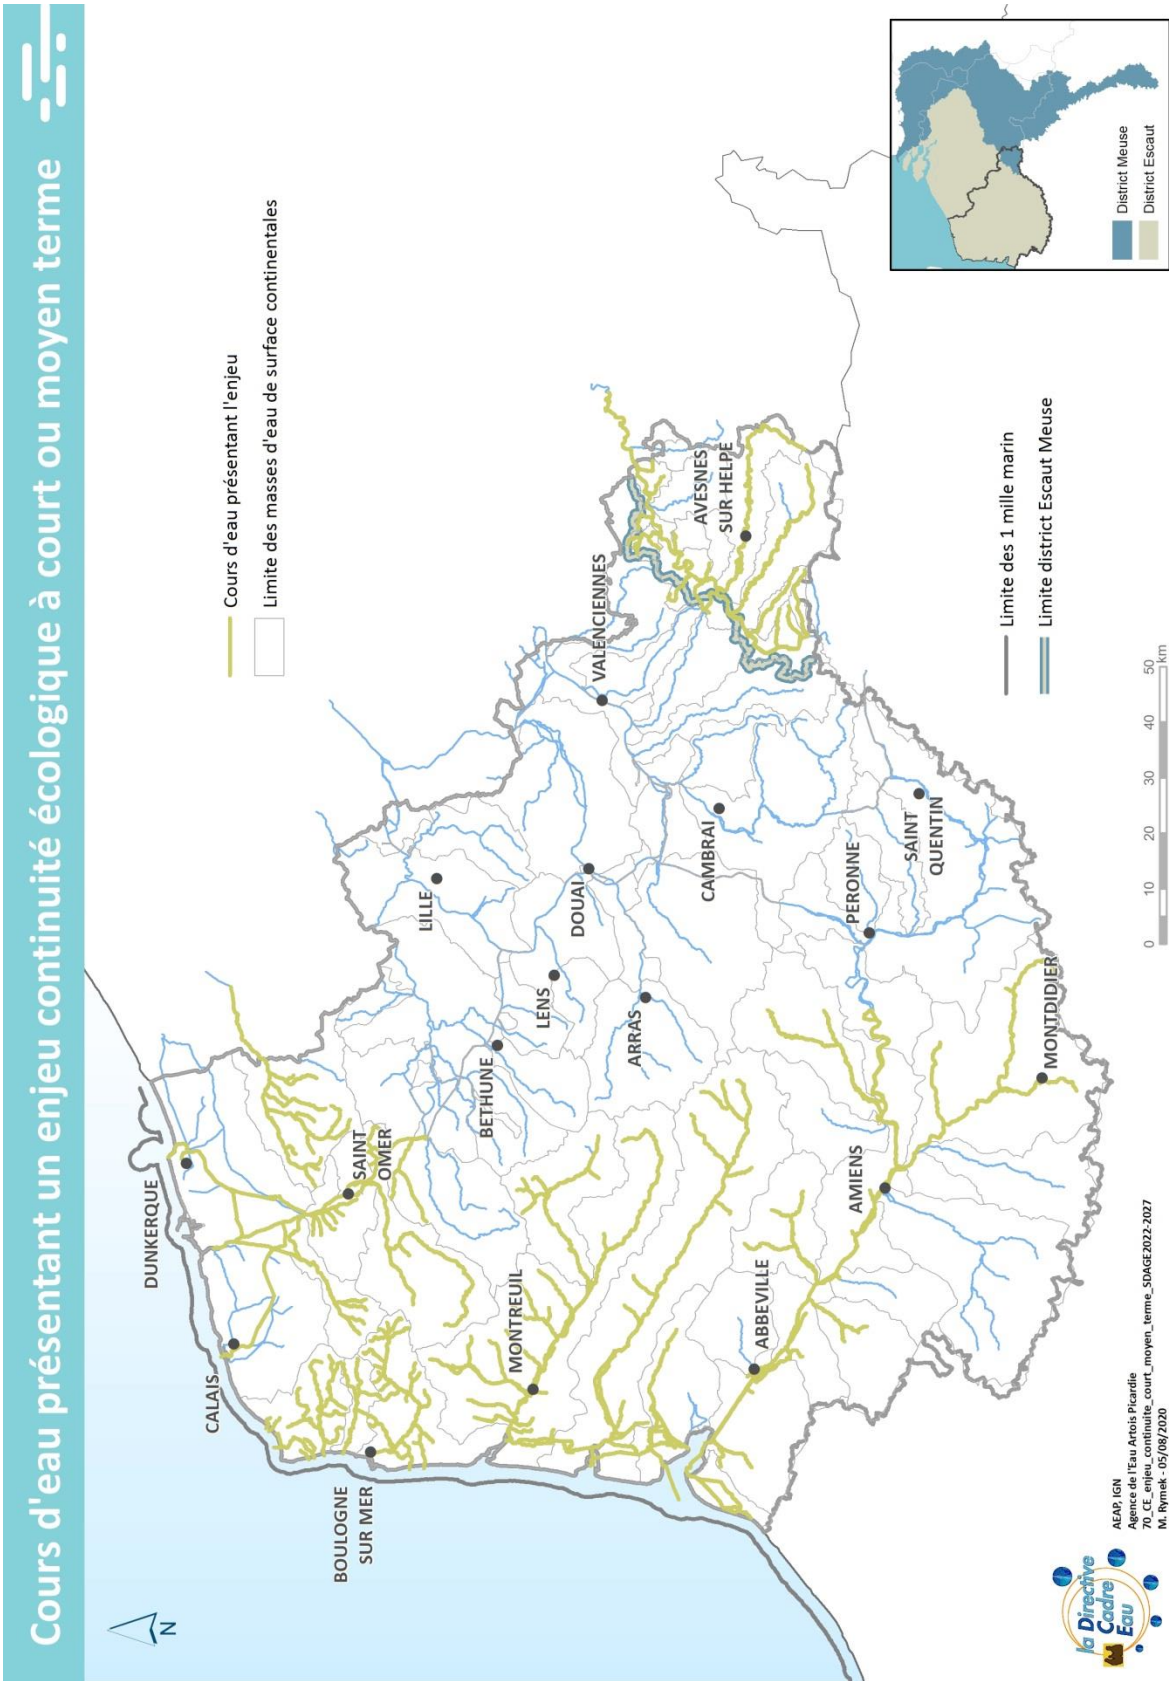 Cours d'eau présentant un enjeu continuité écologique à court ou moyen terme
N
Cours d'eau présentant l'enjeu
Limite des masses d'eau de surface continentales
DUNKERQUE
CALAIS
SAINT
OMER
BOULOGNE
SUR MER
LILLE
BETHUNE
LENS
MONTREUIL
DOUAI
VALENCIENNES
ARRAS
AVESNES
SUR HELPE
CAMBRAI
ABBEVILLE
PERONNE
AMIENS
SAINT
QUENTIN
MONTDIDIER
Limite des 1 mille marin
Limite district Escaut Meuse
0 10 20 30 40 50
km
District Meuse
District Escaut
la Directive
Cadre
Eau
AEAP, IGN
Agence de l'Eau Artois Picardie
70_CE_enjeu_continuite_court_moyen_terme_SDAGE2022-2027
M. Rymek - 05/08/2020